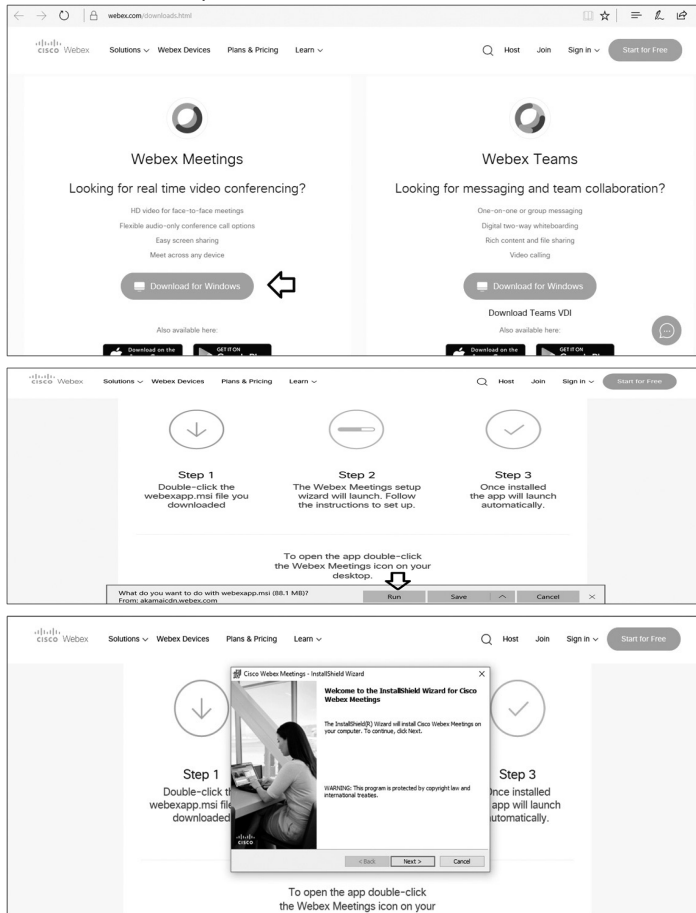 webex.com/downloads.html
CISCO Webex Solutions Webex Devices Plans & Pricing Learn Host Join Sign in Start for Free
Webex Meetings
Looking for real time video conferencing?
HD video for face-to-face meetings
Flexible audio-only conference call options
Easy screen sharing
Meet across any device
Download for Windows
Also available here:
Download on the
GET IT ON
Webex Teams
Looking for messaging and team collaboration?
One-on-one or group messaging
Digital two-way whiteboarding
Rich content and file sharing
Video calling
Download for Windows
Download Teams VDI
Also available here:
Download on the
GET IT ON
CISCO Webex Solutions Webex Devices Plans & Pricing Learn Host Join Sign in Start for Free
Step 1
Double-click the
webexapp.msi file you
downloaded
Step 2
The Webex Meetings setup
wizard will launch. Follow
the instructions to set up.
Step 3
Once installed
the app will launch
automatically.
To open the app double-click
the Webex Meetings icon on your
desktop.
What do you want to do with webexapp.msi (88.1 MB)?
From: akamaicdn.webex.com
Run Save Cancel
CISCO Webex Solutions Webex Devices Plans & Pricing Learn Host Join Sign in Start for Free
Cisco Webex Meetings - InstallShield Wizard
Welcome to the InstallShield Wizard for Cisco
Webex Meetings
The InstallShield(R) Wizard will install Cisco Webex Meetings on
your computer. To continue, click Next.
WARNING: This program is protected by copyright law and
international treaties.
CISCO
< Back Next > Cancel
Step 1
Double-click
webexapp.msi
downloaded
Step 3
installed
app will launch
To open the app double-click
the Webex Meetings icon on your